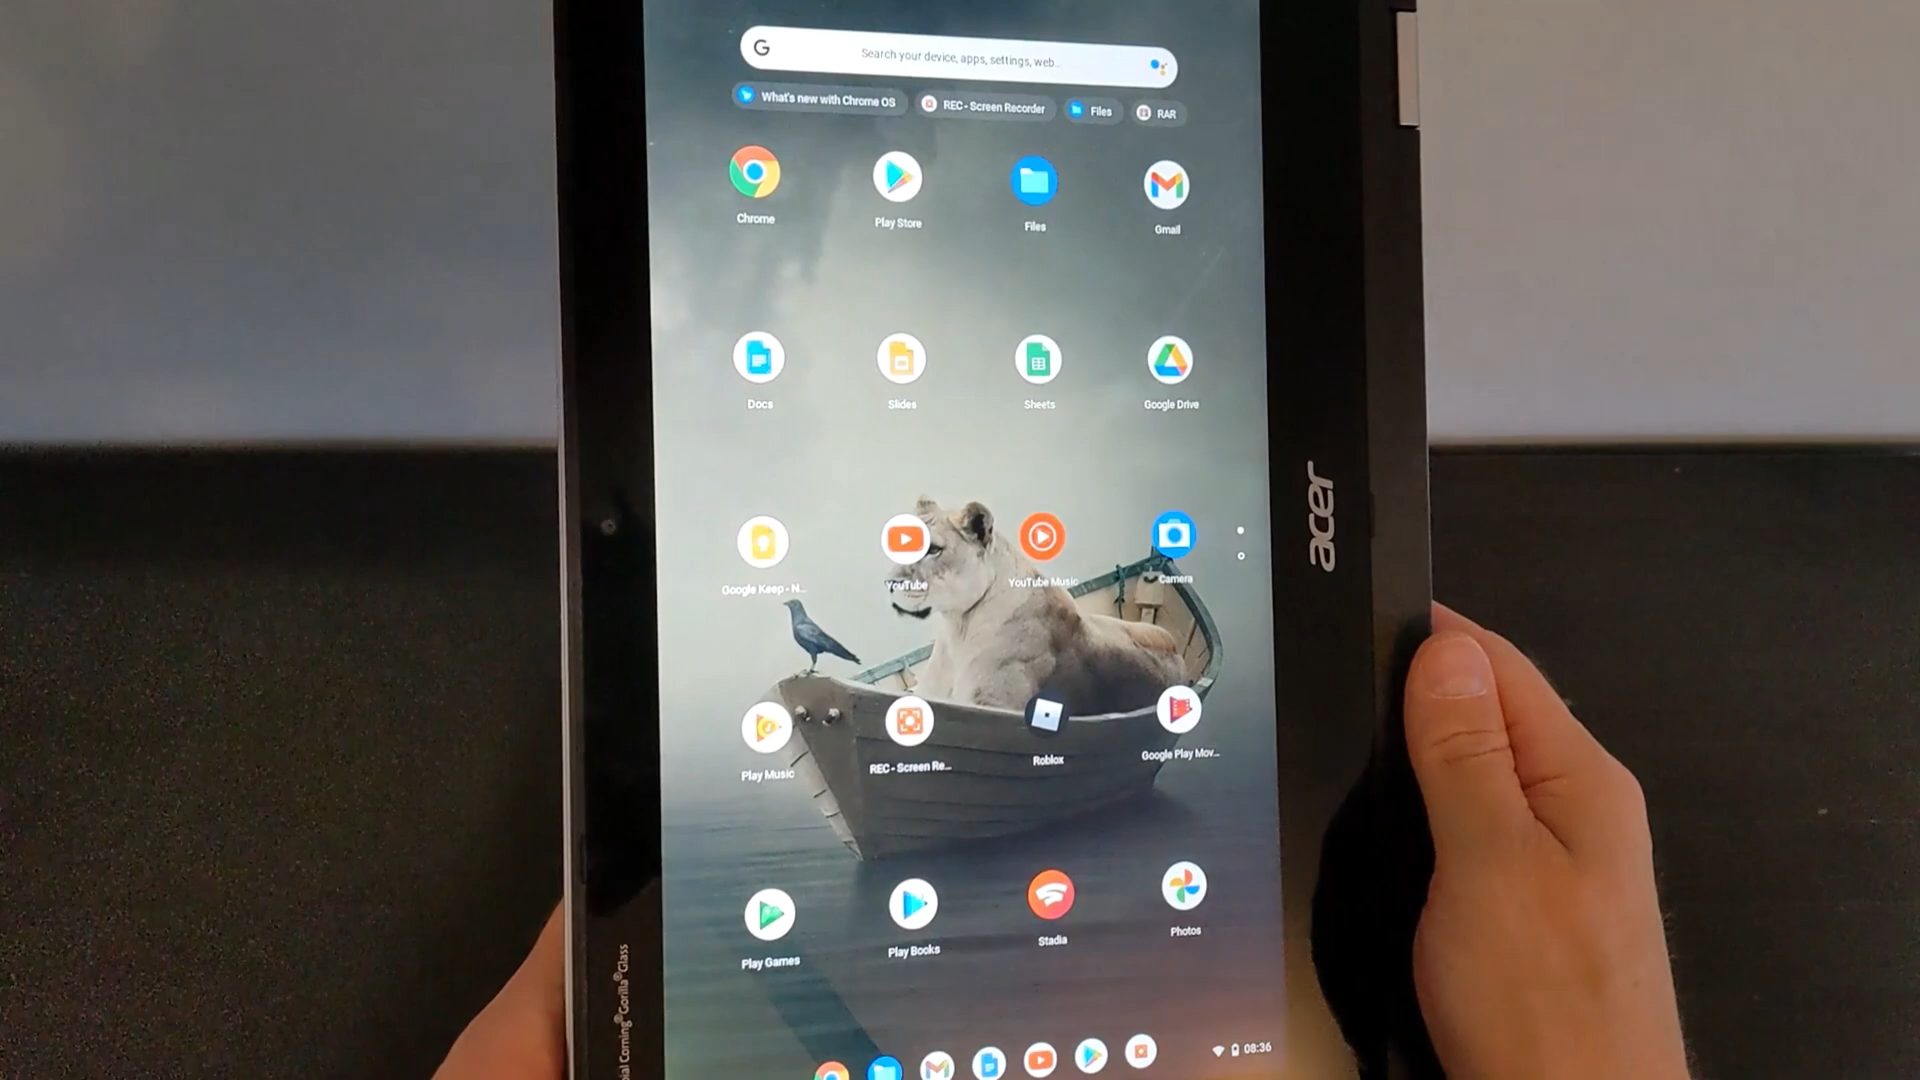 G Search your device, apps, settings, web...
What's new with Chrome OS REC - Screen Recorder Files RAR
Chrome Play Store Files Gmail
Docs Slides Sheets Google Drive
Google Keep - N... YouTube YouTube Music Camera
Play Music REC - Screen Re... Roblox Google Play Mov...
Play Games Play Books Stadia Photos
08:36
acer
Corning® Gorilla® Glass